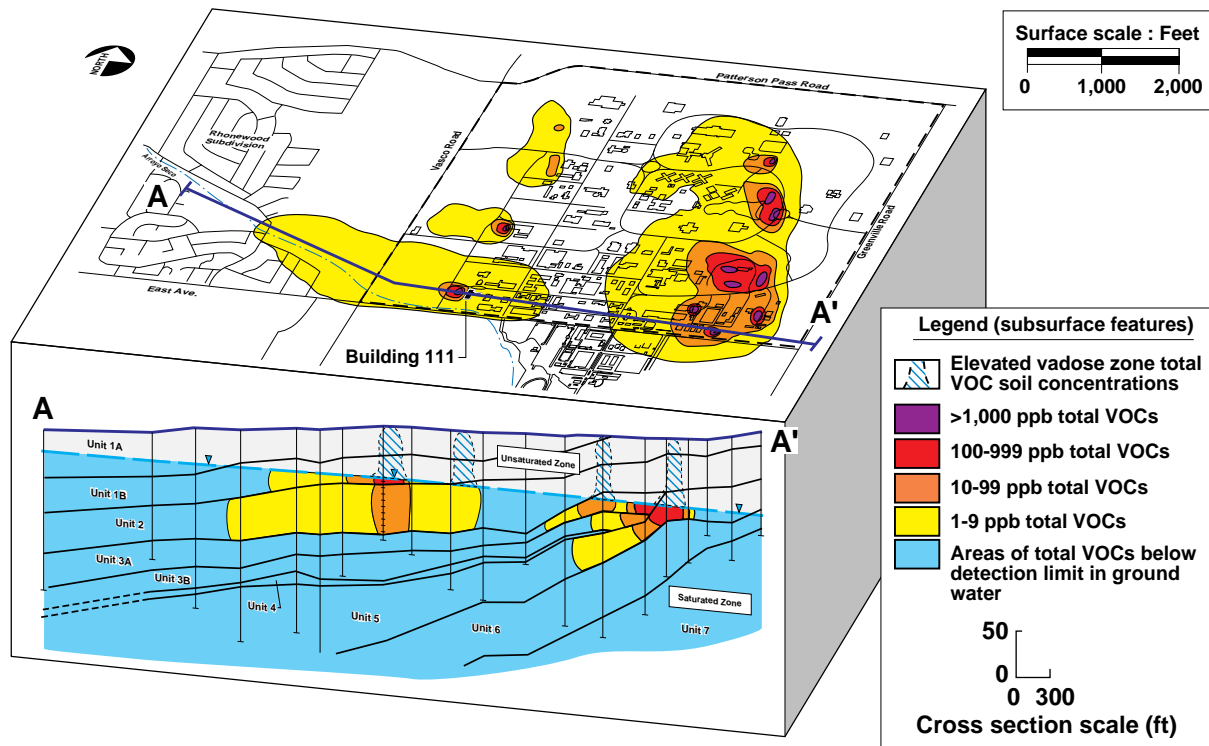 Surface scale : Feet
0 1,000 2,000
NORTH
Patterson Pass Road
Rhonewood
Subdivision
Arroyo Seco
Vasco Road
Greenville Road
A
A'
East Ave.
Building 111
A
A'
Unit 1A
Unsaturated Zone
Unit 1B
Unit 2
Unit 3A
Unit 3B
Unit 4
Unit 5
Unit 6
Unit 7
Saturated Zone
Legend (subsurface features)
Elevated vadose zone total
VOC soil concentrations
>1,000 ppb total VOCs
100-999 ppb total VOCs
10-99 ppb total VOCs
1-9 ppb total VOCs
Areas of total VOCs below
detection limit in ground
water
50
0
0 300
Cross section scale (ft)